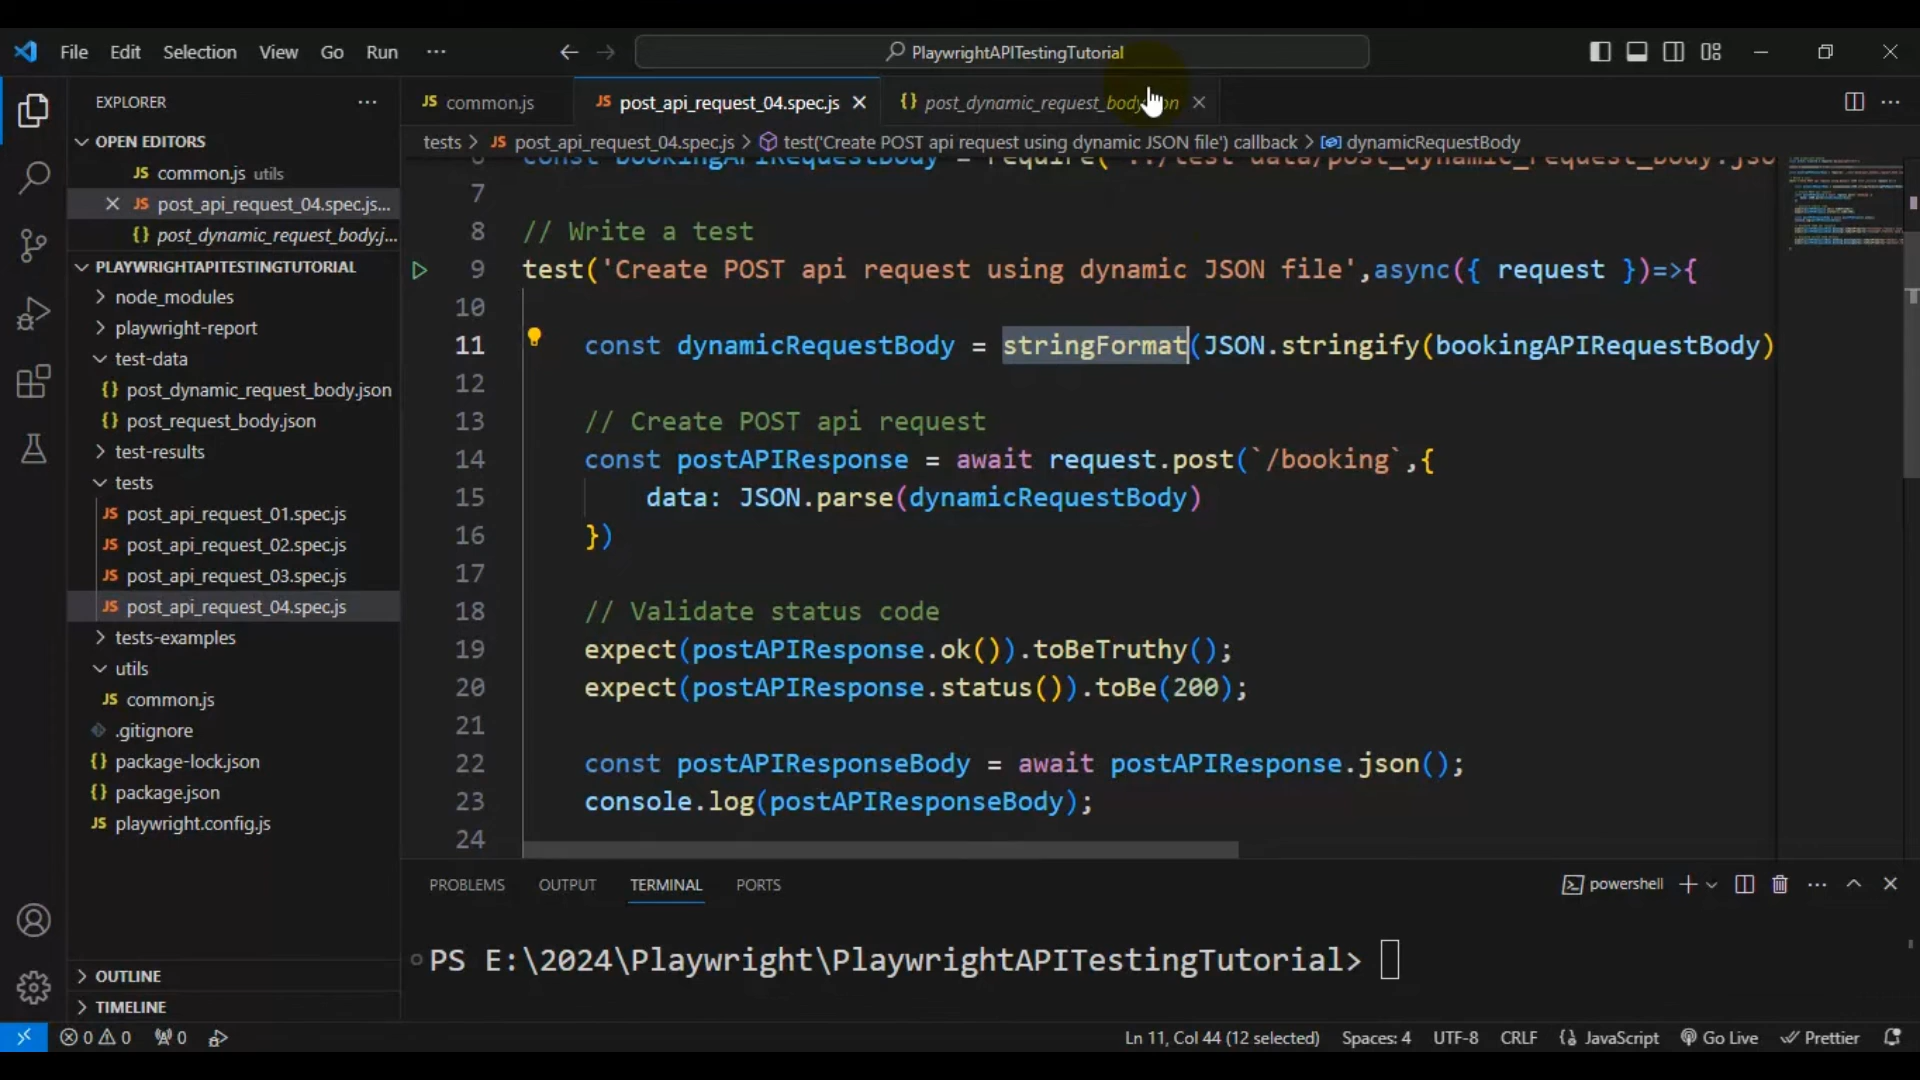 File Edit Selection View Go Run ···
PlaywrightAPITestingTutorial
EXPLORER
OPEN EDITORS
JS common.js utils
JS post_api_request_04.spec.js...
{} post_dynamic_request_body.j...
PLAYWRIGHTAPITESTINGTUTORIAL
node_modules
playwright-report
test-data
{} post_dynamic_request_body.json
{} post_request_body.json
test-results
tests
JS post_api_request_01.spec.js
JS post_api_request_02.spec.js
JS post_api_request_03.spec.js
JS post_api_request_04.spec.js
tests-examples
utils
JS common.js
.gitignore
{} package-lock.json
{} package.json
JS playwright.config.js
OUTLINE
TIMELINE
JS common.js JS post_api_request_04.spec.js {} post_dynamic_request_body.json
tests > JS post_api_request_04.spec.js > test('Create POST api request using dynamic JSON file') callback > dynamicRequestBody
6 const bookingAPIRequestBody = require('../test-data/post_dynamic_request_body.jso
7
8 // Write a test
9 test('Create POST api request using dynamic JSON file',async({ request })=>{
10
11 const dynamicRequestBody = stringFormat(JSON.stringify(bookingAPIRequestBody)
12
13 // Create POST api request
14 const postAPIResponse = await request.post(`/booking`,{
15 data: JSON.parse(dynamicRequestBody)
16 })
17
18 // Validate status code
19 expect(postAPIResponse.ok()).toBeTruthy();
20 expect(postAPIResponse.status()).toBe(200);
21
22 const postAPIResponseBody = await postAPIResponse.json();
23 console.log(postAPIResponseBody);
24
PROBLEMS OUTPUT TERMINAL PORTS
powershell
PS E:\2024\Playwright\PlaywrightAPITestingTutorial>
0 0 0
Ln 11, Col 44 (12 selected) Spaces: 4 UTF-8 CRLF JavaScript Go Live Prettier